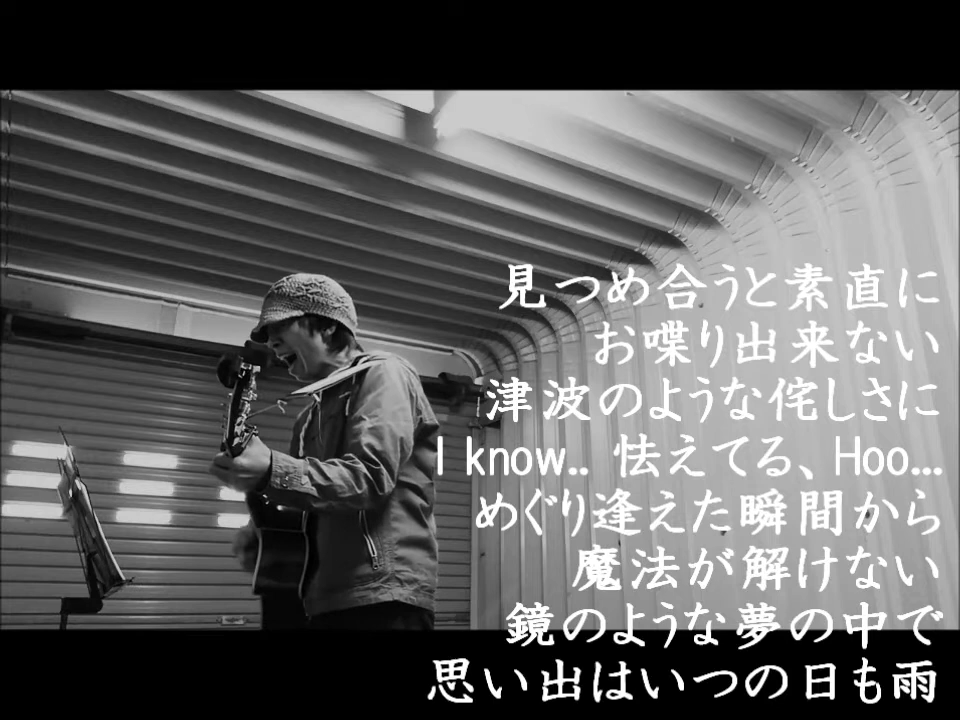 見つめ合うと素直に
お喋り出来ない
津波のような侘しさに
I know.. 怯えてる、Hoo...
めぐり逢えた瞬間から
魔法が解けない
鏡のような夢の中で
思い出はいつの日も雨